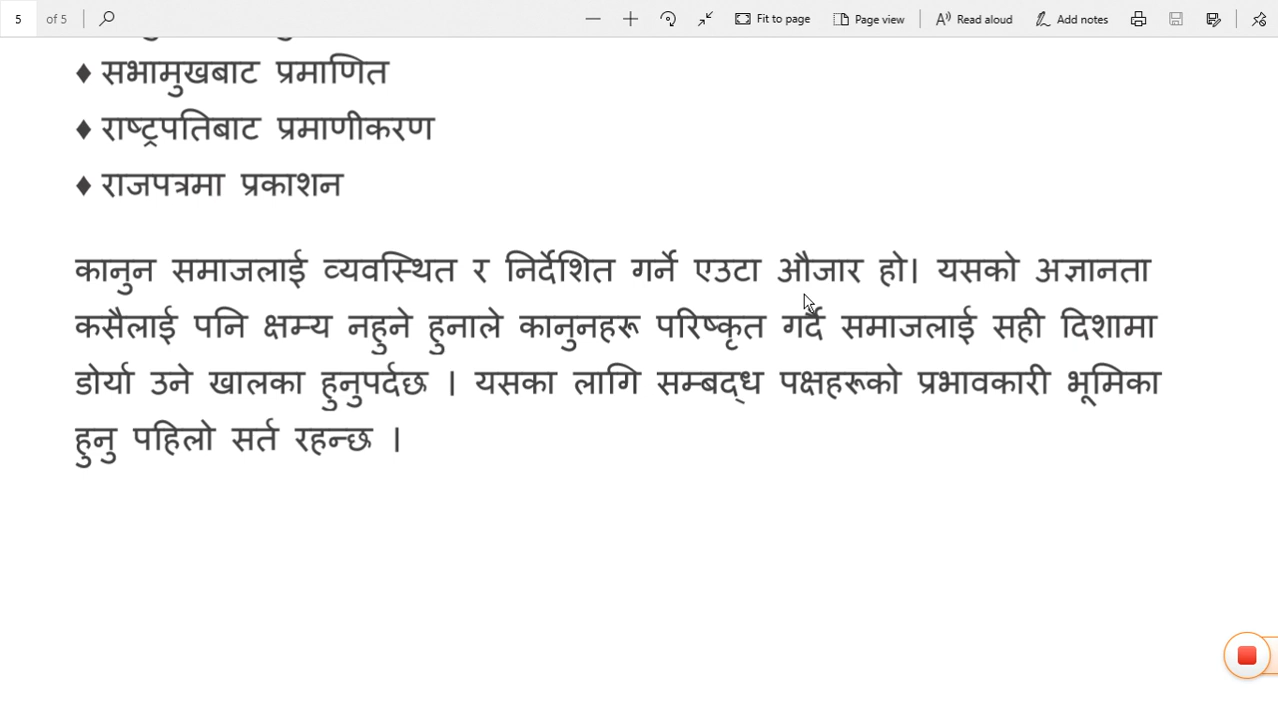 5 of 5 Fit to page Page view Read aloud Add notes
♦ सभामुखबाट प्रमाणित
♦ राष्ट्रपतिबाट प्रमाणीकरण
♦ राजपत्रमा प्रकाशन
कानुन समाजलाई व्यवस्थित र निर्देशित गर्ने एउटा औजार हो। यसको अज्ञानता
कसैलाई पनि क्षम्य नहुने हुनाले कानुनहरू परिष्कृत गर्दै समाजलाई सही दिशामा
डोर्या उने खालका हुनुपर्दछ । यसका लागि सम्बद्ध पक्षहरूको प्रभावकारी भूमिका
हुनु पहिलो सर्त रहन्छ ।